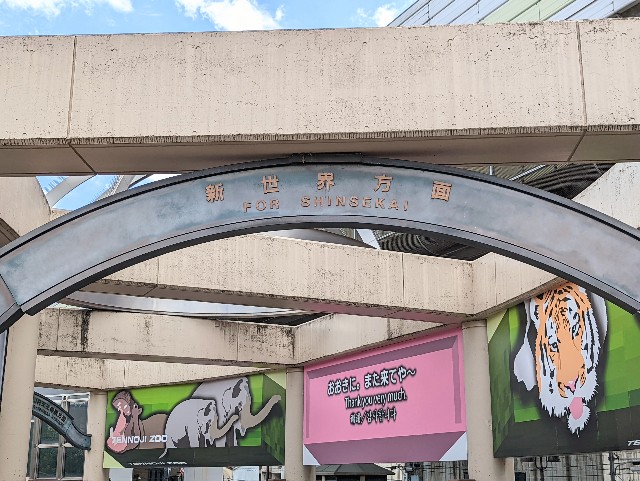 新世界方面
FOR SHINSEKAI
おおきに。また来てや〜
Thank you very much.
TENNOJI ZOO